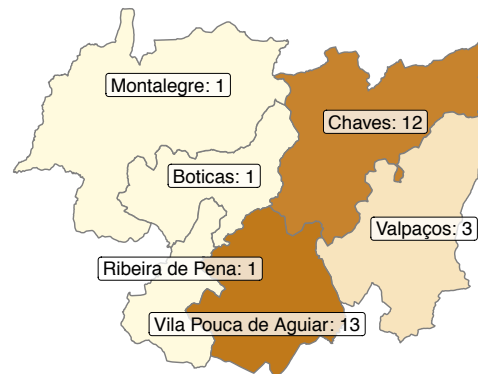 Montalegre: 1
Chaves: 12
Boticas: 1
Valpaços: 3
Ribeira de Pena: 1
Vila Pouca de Aguiar: 13